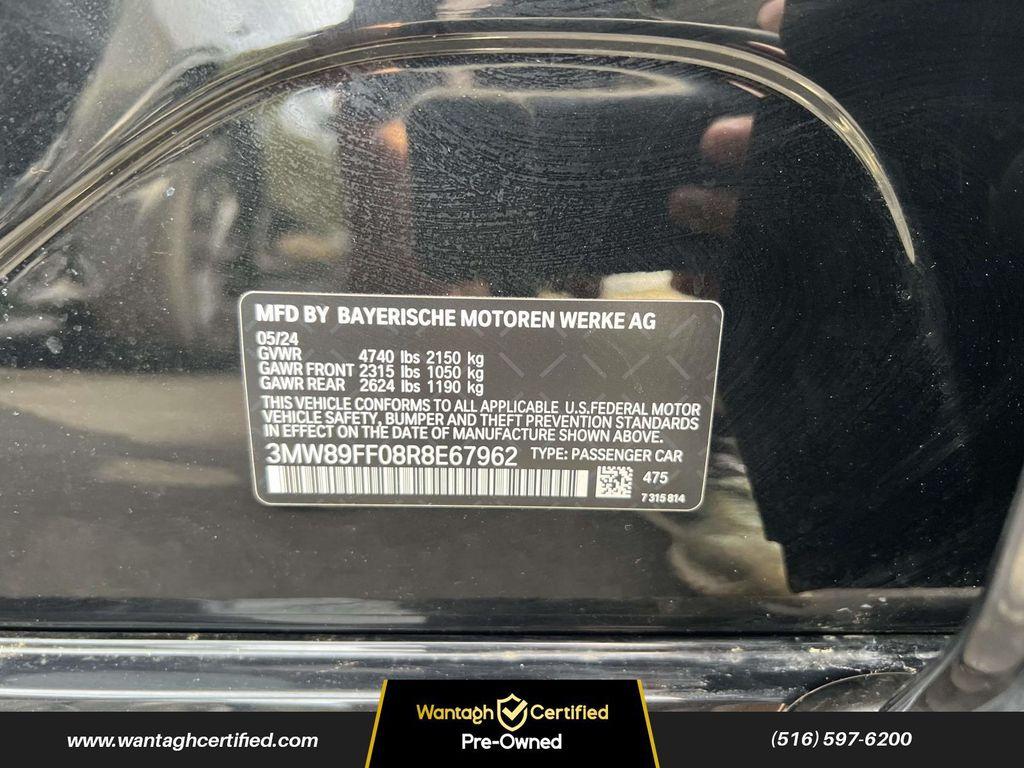 MFD BY BAYERISCHE MOTOREN WERKE AG
05/24
GVWR 4740 lbs 2150 kg
GAWR FRONT 2315 lbs 1050 kg
GAWR REAR 2624 lbs 1190 kg
THIS VEHICLE CONFORMS TO ALL APPLICABLE U.S.FEDERAL MOTOR
VEHICLE SAFETY, BUMPER AND THEFT PREVENTION STANDARDS
IN EFFECT ON THE DATE OF MANUFACTURE SHOWN ABOVE.
3MW89FF08R8E67962 TYPE: PASSENGER CAR
475
7 315 814
Wantagh Certified
Pre-Owned
www.wantaghcertified.com
(516) 597-6200